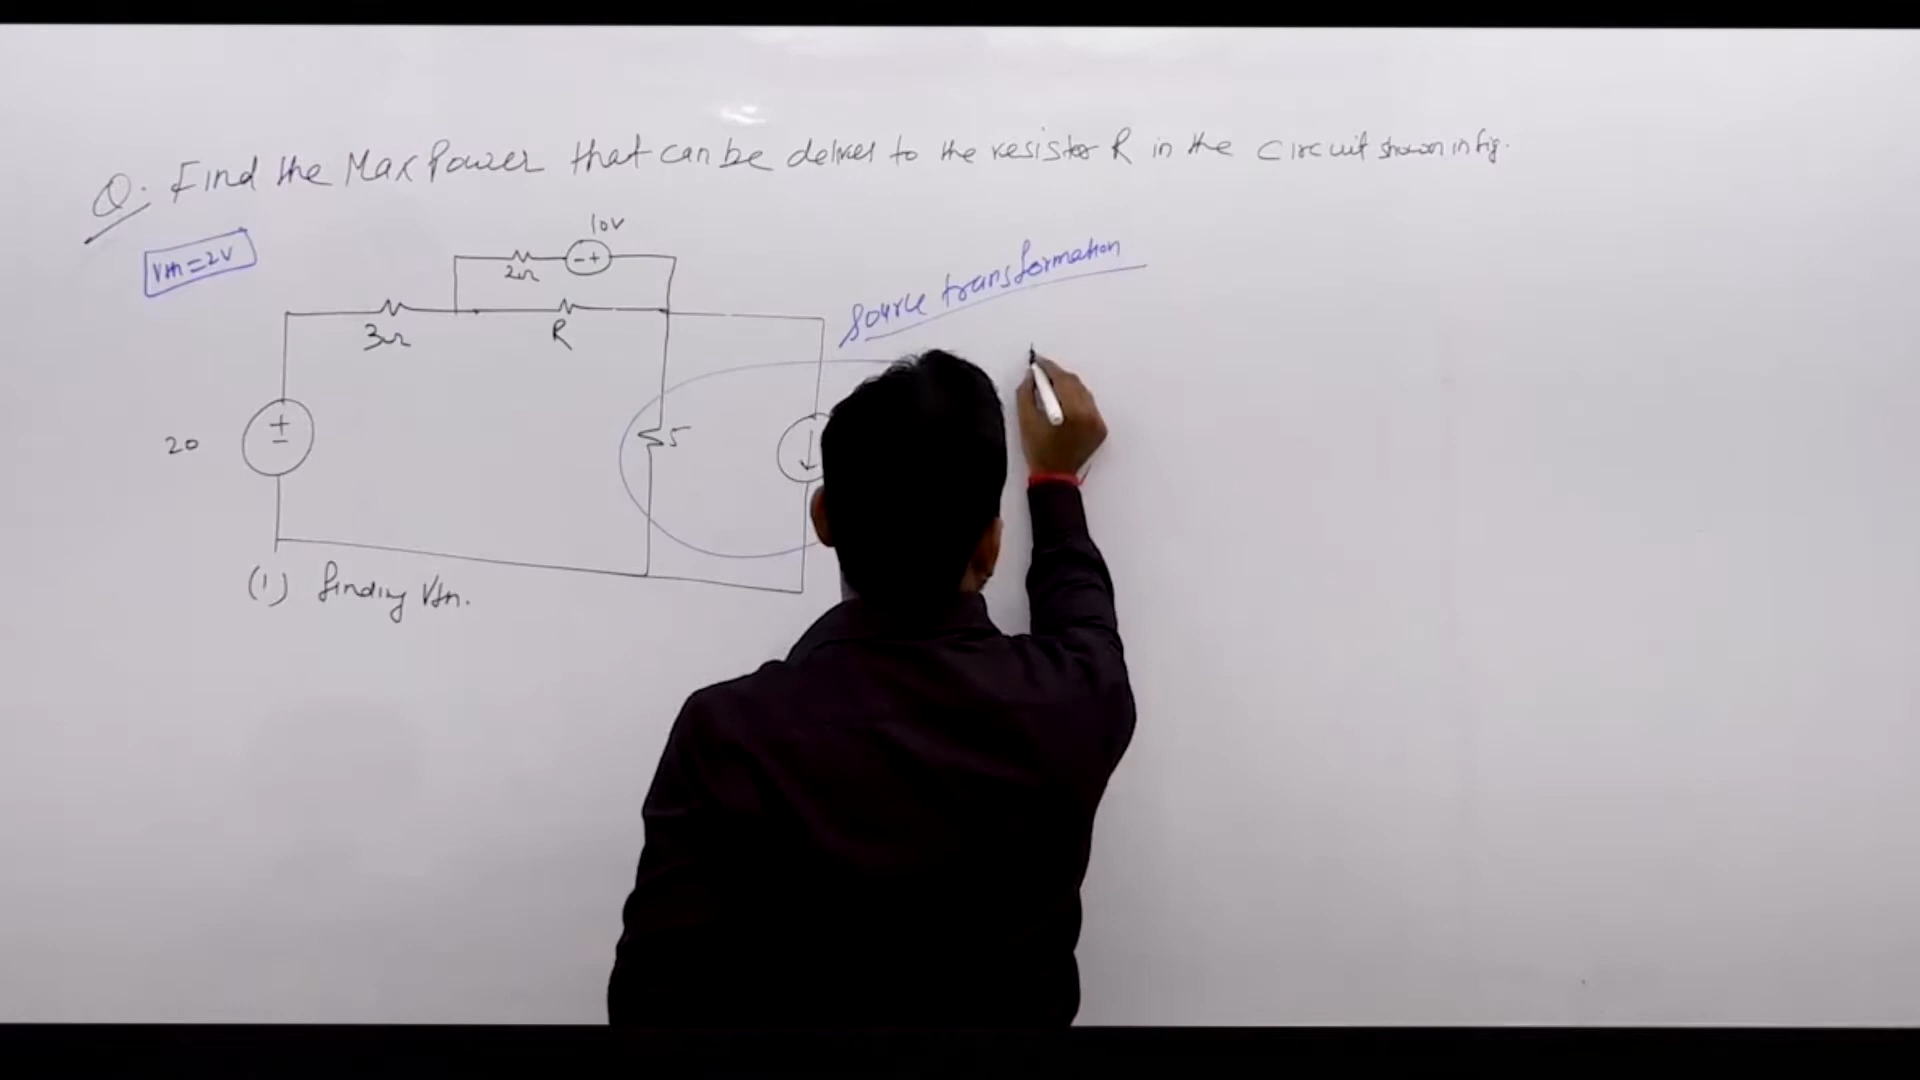 Q. Find the Max Power that can be deliver to the resistor R in the circuit shown in fig.
Vth = 2V
10V
- +
2Ω
Source transformation
3Ω
R
20
+
-
5
(1) finding Vth.